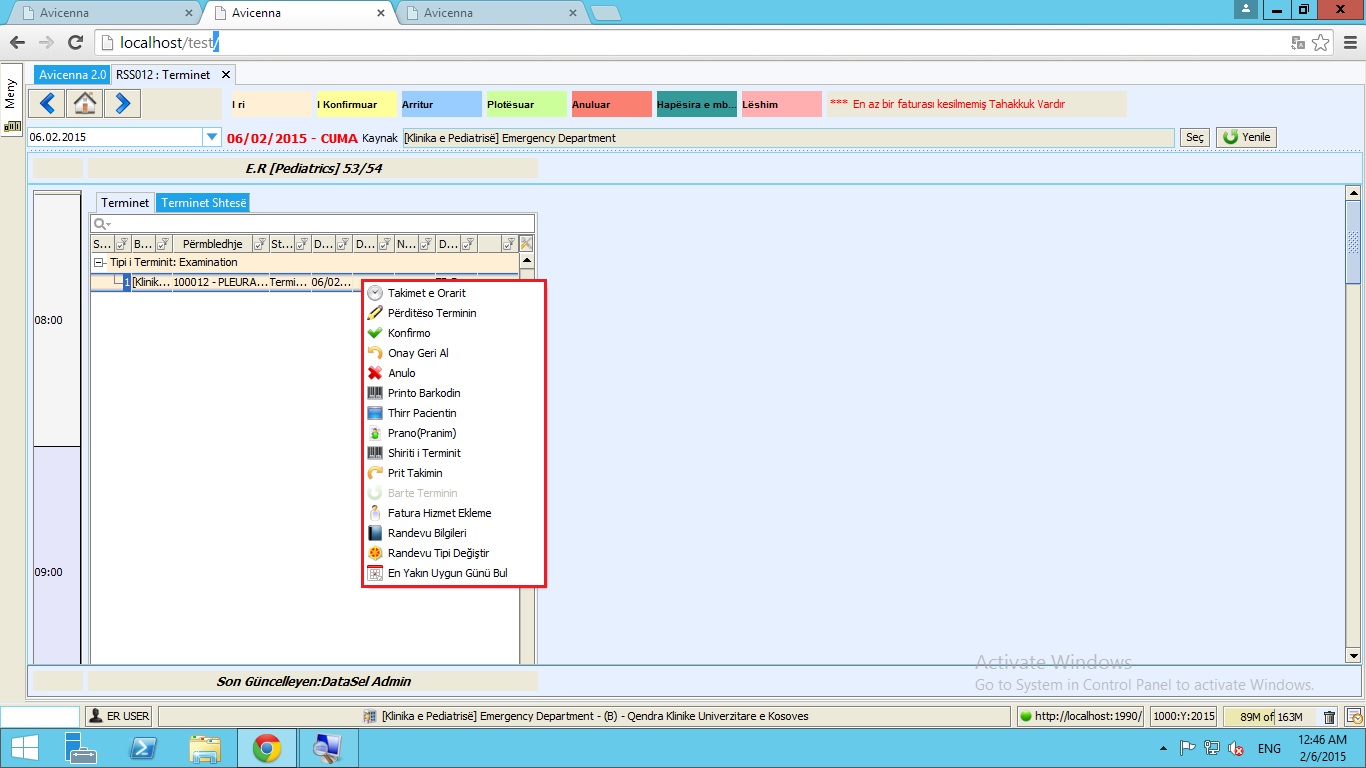 Avicenna
Avicenna
Avicenna
localhost/test/
Meny
Avicenna 2.0
RSS012 : Terminet
I ri
I Konfirmuar
Arritur
Plotësuar
Anuluar
Hapësira e mb...
Lëshim
*** En az bir faturası kesilmemiş Tahakkuk Vardır
06.02.2015
06/02/2015 - CUMA
Kaynak
[Klinika e Pediatrisë] Emergency Department
Seç
Yenile
E.R [Pediatrics] 53/54
Terminet
Terminet Shtesë
S...
B...
Përmbledhje
St...
D...
D...
N...
D...
Tipi i Terminit: Examination
1 [Klinik... 100012 - PLEURA... Termi... 06/02...
08:00
09:00
Takimet e Orarit
Përditëso Terminin
Konfirmo
Onay Geri Al
Anulo
Printo Barkodin
Thirr Pacientin
Prano(Pranim)
Shiriti i Terminit
Prit Takimin
Barte Terminin
Fatura Hizmet Ekleme
Randevu Bilgileri
Randevu Tipi Değiştir
En Yakın Uygun Günü Bul
Activate Windows
Go to System in Control Panel to activate Windows.
Son Güncelleyen:DataSel Admin
ER USER
[Klinika e Pediatrisë] Emergency Department - (B) - Qendra Klinike Univerzitare e Kosoves
http://localhost:1990/
1000:Y:2015
89M of 163M
ENG
12:46 AM
2/6/2015